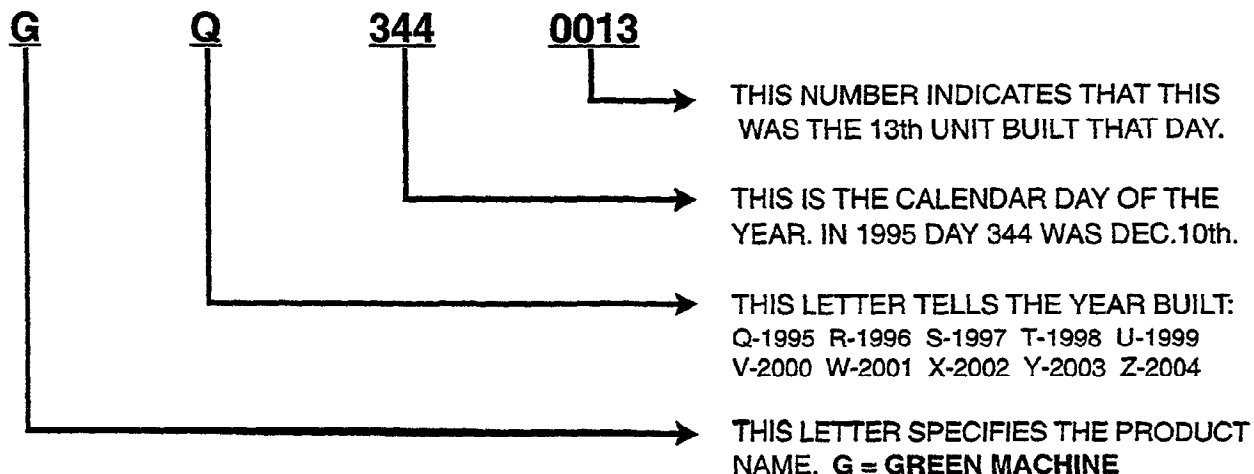 G Q 344 0013
THIS NUMBER INDICATES THAT THIS
WAS THE 13th UNIT BUILT THAT DAY.
THIS IS THE CALENDAR DAY OF THE
YEAR. IN 1995 DAY 344 WAS DEC.10th.
THIS LETTER TELLS THE YEAR BUILT:
Q-1995 R-1996 S-1997 T-1998 U-1999
V-2000 W-2001 X-2002 Y-2003 Z-2004
THIS LETTER SPECIFIES THE PRODUCT
NAME. G = GREEN MACHINE